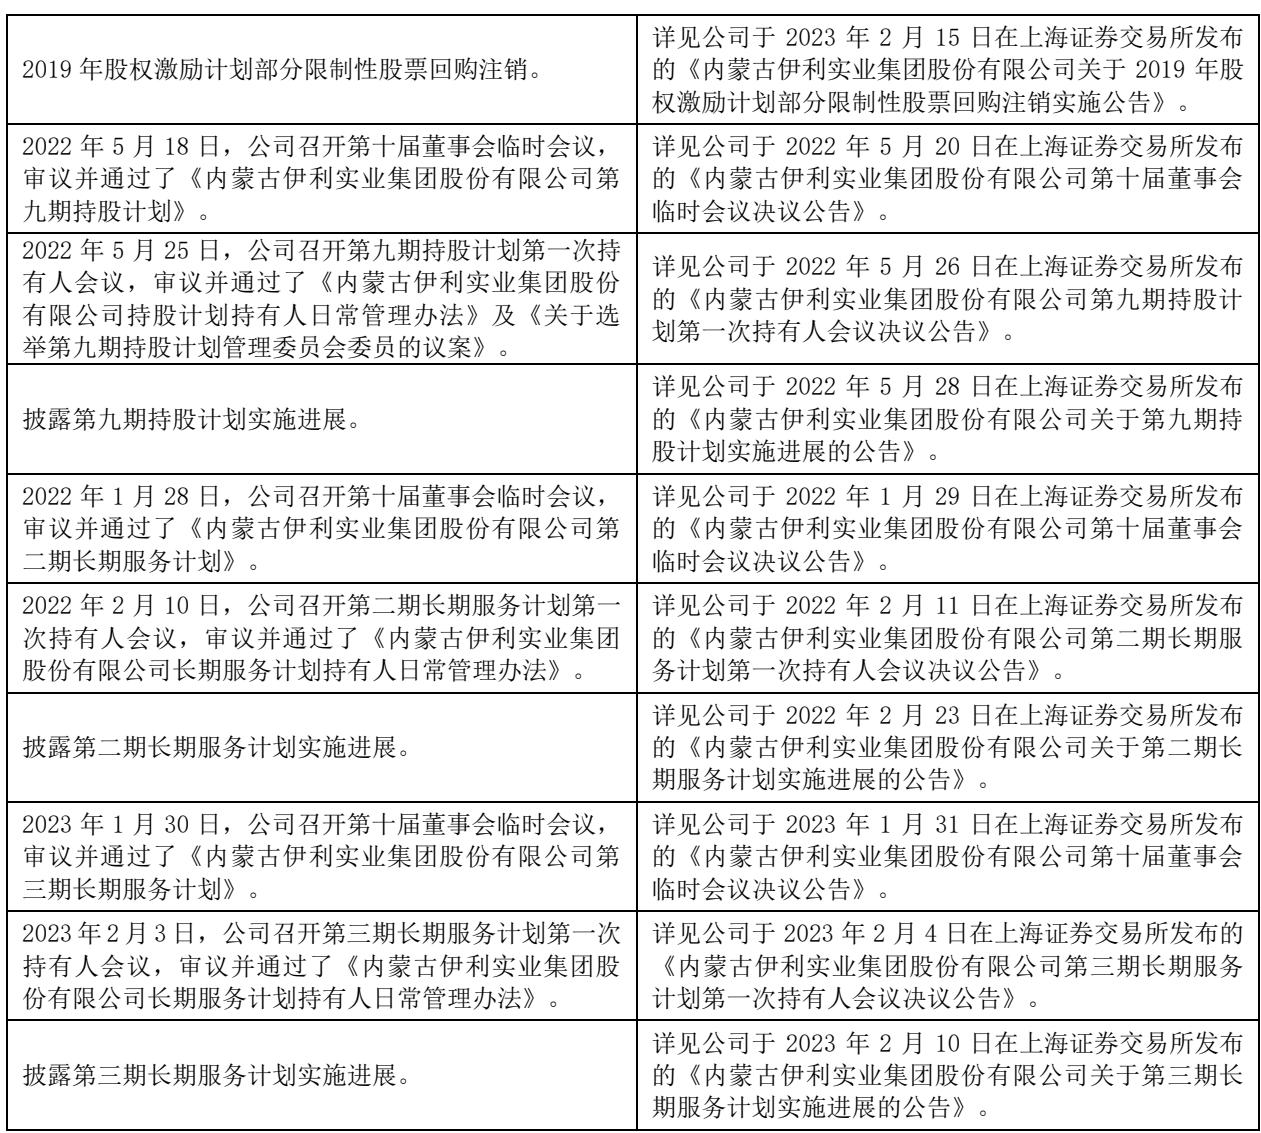 2019 年股权激励计划部分限制性股票回购注销。
详见公司于 2023 年 2 月 15 日在上海证券交易所发布
的《内蒙古伊利实业集团股份有限公司关于 2019 年股
权激励计划部分限制性股票回购注销实施公告》。
2022 年 5 月 18 日，公司召开第十届董事会临时会议，
审议并通过了《内蒙古伊利实业集团股份有限公司第
九期持股计划》。
详见公司于 2022 年 5 月 20 日在上海证券交易所发布
的《内蒙古伊利实业集团股份有限公司第十届董事会
临时会议决议公告》。
2022 年 5 月 25 日，公司召开第九期持股计划第一次持
有人会议，审议并通过了《内蒙古伊利实业集团股份
有限公司持股计划持有人日常管理办法》及《关于选
举第九期持股计划管理委员会委员的议案》。
详见公司于 2022 年 5 月 26 日在上海证券交易所发布
的《内蒙古伊利实业集团股份有限公司第九期持股计
划第一次持有人会议决议公告》。
披露第九期持股计划实施进展。
详见公司于 2022 年 5 月 28 日在上海证券交易所发布
的《内蒙古伊利实业集团股份有限公司关于第九期持
股计划实施进展的公告》。
2022 年 1 月 28 日，公司召开第十届董事会临时会议，
审议并通过了《内蒙古伊利实业集团股份有限公司第
二期长期服务计划》。
详见公司于 2022 年 1 月 29 日在上海证券交易所发布
的《内蒙古伊利实业集团股份有限公司第十届董事会
临时会议决议公告》。
2022 年 2 月 10 日，公司召开第二期长期服务计划第一
次持有人会议，审议并通过了《内蒙古伊利实业集团
股份有限公司长期服务计划持有人日常管理办法》。
详见公司于 2022 年 2 月 11 日在上海证券交易所发布
的《内蒙古伊利实业集团股份有限公司第二期长期服
务计划第一次持有人会议决议公告》。
披露第二期长期服务计划实施进展。
详见公司于 2022 年 2 月 23 日在上海证券交易所发布
的《内蒙古伊利实业集团股份有限公司关于第二期长
期服务计划实施进展的公告》。
2023 年 1 月 30 日，公司召开第十届董事会临时会议，
审议并通过了《内蒙古伊利实业集团股份有限公司第
三期长期服务计划》。
详见公司于 2023 年 1 月 31 日在上海证券交易所发布
的《内蒙古伊利实业集团股份有限公司第十届董事会
临时会议决议公告》。
2023 年 2 月 3 日，公司召开第三期长期服务计划第一次
持有人会议，审议并通过了《内蒙古伊利实业集团股
份有限公司长期服务计划持有人日常管理办法》。
详见公司于 2023 年 2 月 4 日在上海证券交易所发布的
《内蒙古伊利实业集团股份有限公司第三期长期服务
计划第一次持有人会议决议公告》。
披露第三期长期服务计划实施进展。
详见公司于 2023 年 2 月 10 日在上海证券交易所发布
的《内蒙古伊利实业集团股份有限公司关于第三期长
期服务计划实施进展的公告》。